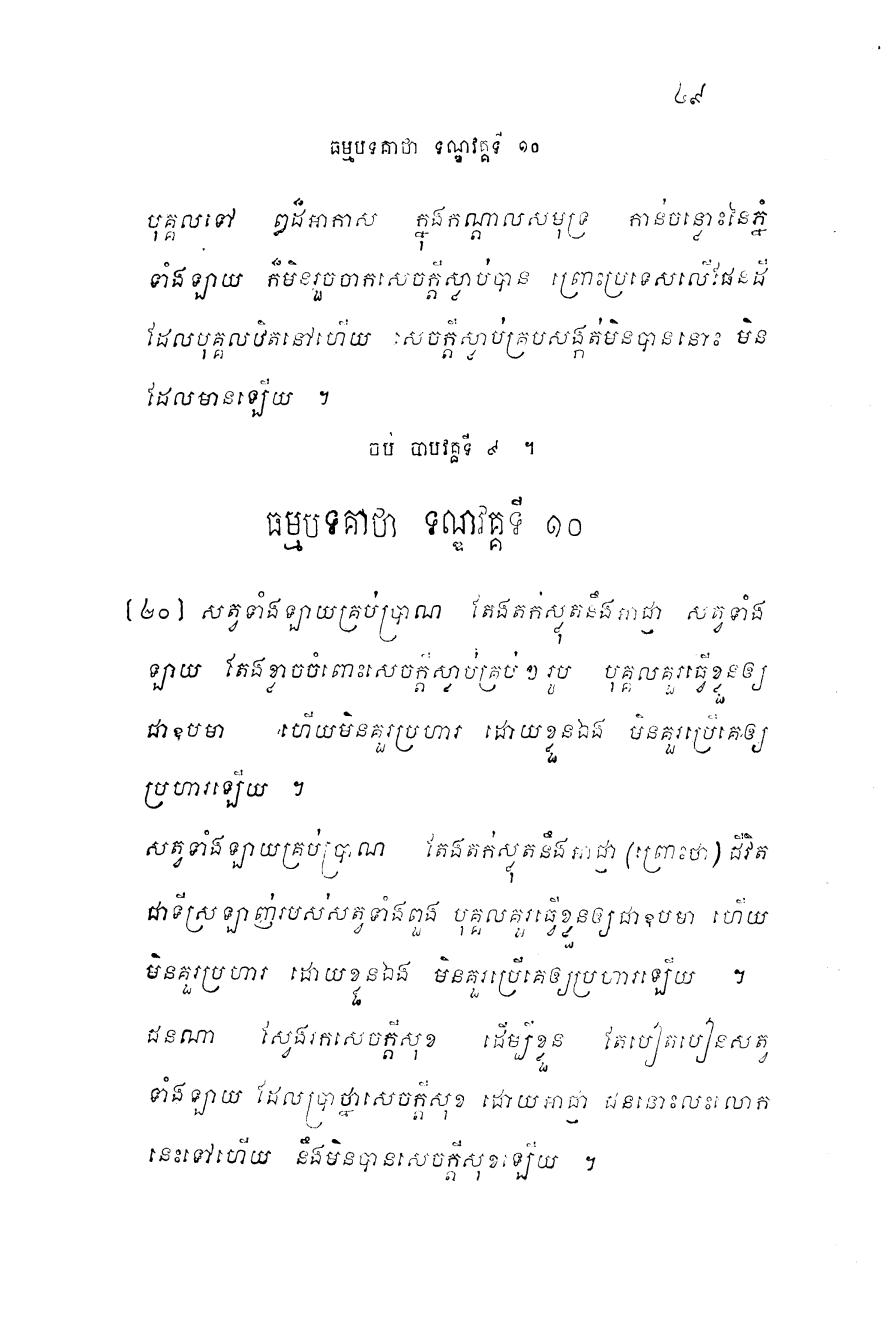 ៤៩
ធម្មបទគាថា ទណ្ឌវគ្គទី ១០
បុគ្គលទៅ ឰដ៏អាកាស ក្នុងកណ្តាលសមុទ្រ កាន់ចន្លោះនៃភ្នំ
ទាំងឡាយ ក៏មិនរួចចាកសេចក្តីស្លាប់បាន ព្រោះប្រទេសលើផែនដី
ដែលបុគ្គលឋិតនៅហើយ សេចក្តីស្លាប់គ្របសង្កត់មិនបាននោះ មិន
ដែលមានឡើយ ។
ចប់ បាបវគ្គទី ៩ ។
ធម្មបទគាថា ទណ្ឌវគ្គទី ១០
(២០) សត្វទាំងឡាយគ្រប់ប្រាណ តែងតក់ស្លុតនឹងអាជ្ញា សត្វទាំង
ឡាយ តែងខ្លាចចំពោះសេចក្តីស្លាប់គ្រប់ៗរូប បុគ្គលគួរធ្វើខ្លួនឲ្យ
ជាឧបមា ហើយមិនគួរប្រហារ ដោយខ្លួនឯង មិនគួរប្រើគេឲ្យ
ប្រហារឡើយ ។
សត្វទាំងឡាយគ្រប់ប្រាណ តែងតក់ស្លុតនឹងអាជ្ញា (ព្រោះថា) ជីវិត
ជាទីស្រឡាញ់របស់សត្វទាំងពួង បុគ្គលគួរធ្វើខ្លួនឲ្យជាឧបមា ហើយ
មិនគួរប្រហារ ដោយខ្លួនឯង មិនគួរប្រើគេឲ្យប្រហារឡើយ ។
ជនណា ស្វែងរកសេចក្តីសុខ ដើម្បីខ្លួន តែបៀតបៀនសត្វ
ទាំងឡាយ ដែលប្រាថ្នាសេចក្តីសុខ ដោយអាជ្ញា ជននោះលះលោក
នេះទៅហើយ នឹងមិនបានសេចក្តីសុខឡើយ ។